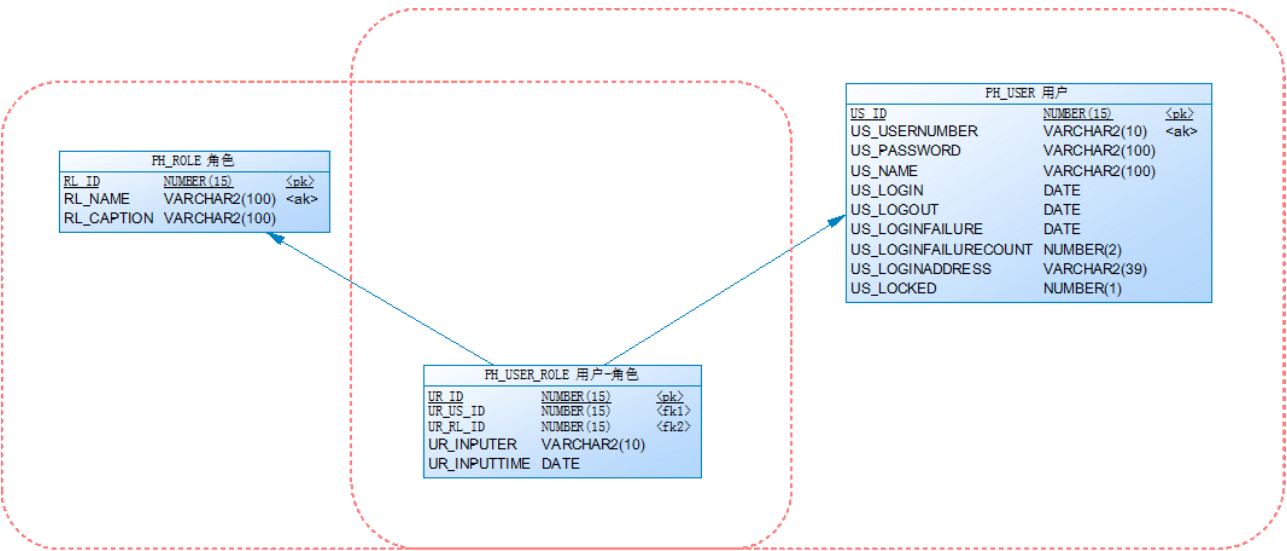 PH_USER 用户
US_ID NUMBER(15) <pk>
US_USERNUMBER VARCHAR2(10) <ak>
US_PASSWORD VARCHAR2(100)
US_NAME VARCHAR2(100)
US_LOGIN DATE
US_LOGOUT DATE
US_LOGINFAILURE DATE
US_LOGINFAILURECOUNT NUMBER(2)
US_LOGINADDRESS VARCHAR2(39)
US_LOCKED NUMBER(1)
PH_ROLE 角色
RL_ID NUMBER(15) <pk>
RL_NAME VARCHAR2(100) <ak>
RL_CAPTION VARCHAR2(100)
PH_USER_ROLE 用户-角色
UR_ID NUMBER(15) <pk>
UR_US_ID NUMBER(15) <fk1>
UR_RL_ID NUMBER(15) <fk2>
UR_INPUTER VARCHAR2(10)
UR_INPUTTIME DATE